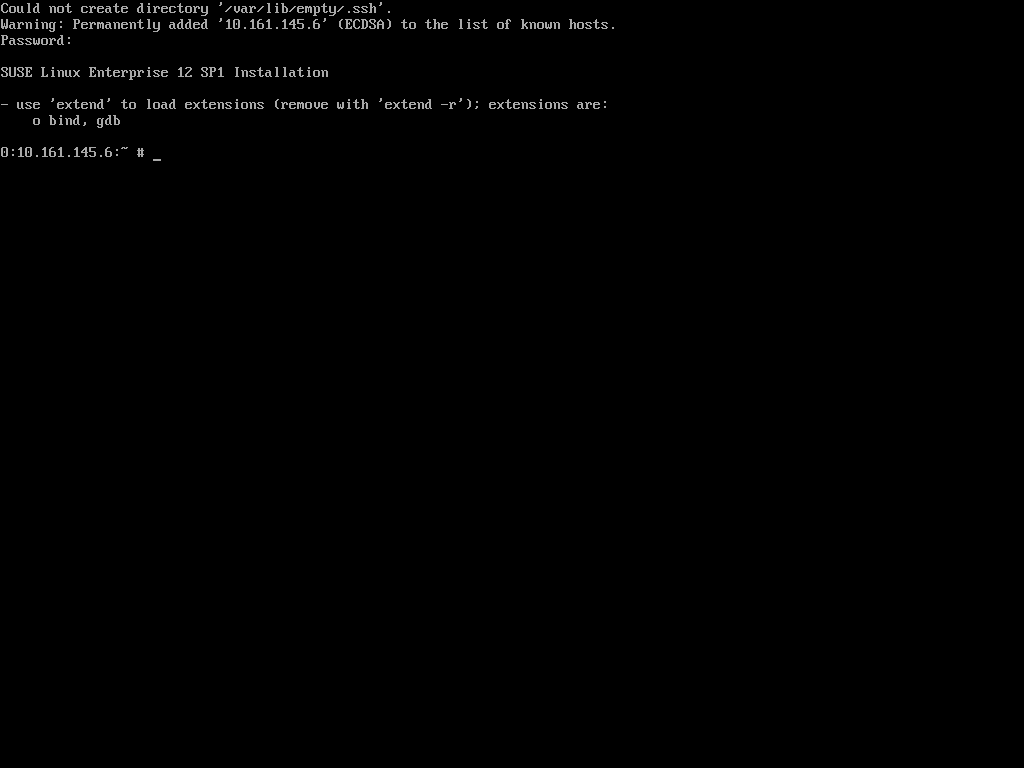 Could not create directory '/var/lib/empty/.ssh'.
Warning: Permanently added '10.161.145.6' (ECDSA) to the list of known hosts.
Password:
SUSE Linux Enterprise 12 SP1 Installation
- use 'extend' to load extensions (remove with 'extend -r'); extensions are:
    o bind, gdb
0:10.161.145.6:~ # _